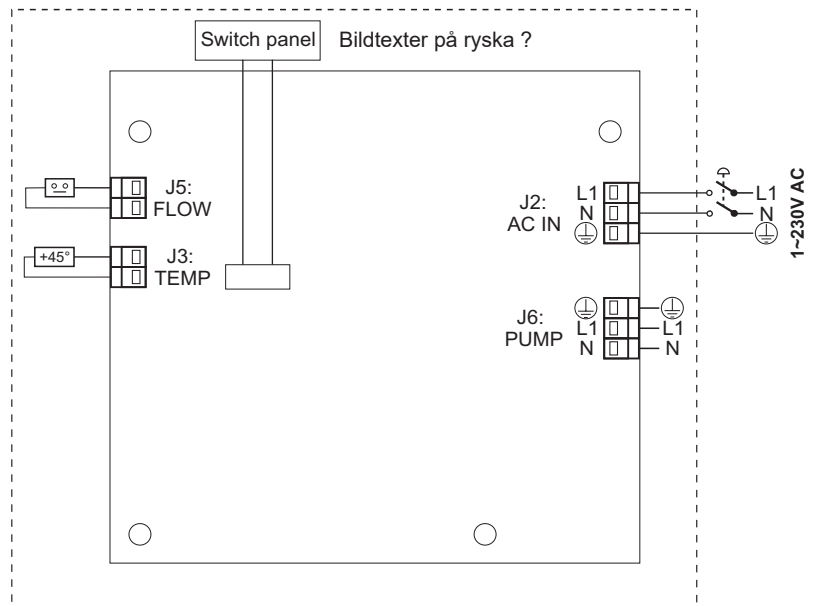 Switch panel
Bildtexter på ryska ?
J5:
FLOW
+45°
J3:
TEMP
J2:
AC IN
L1
N
L1
N
1~230V AC
J6:
PUMP
L1
N
L1
N